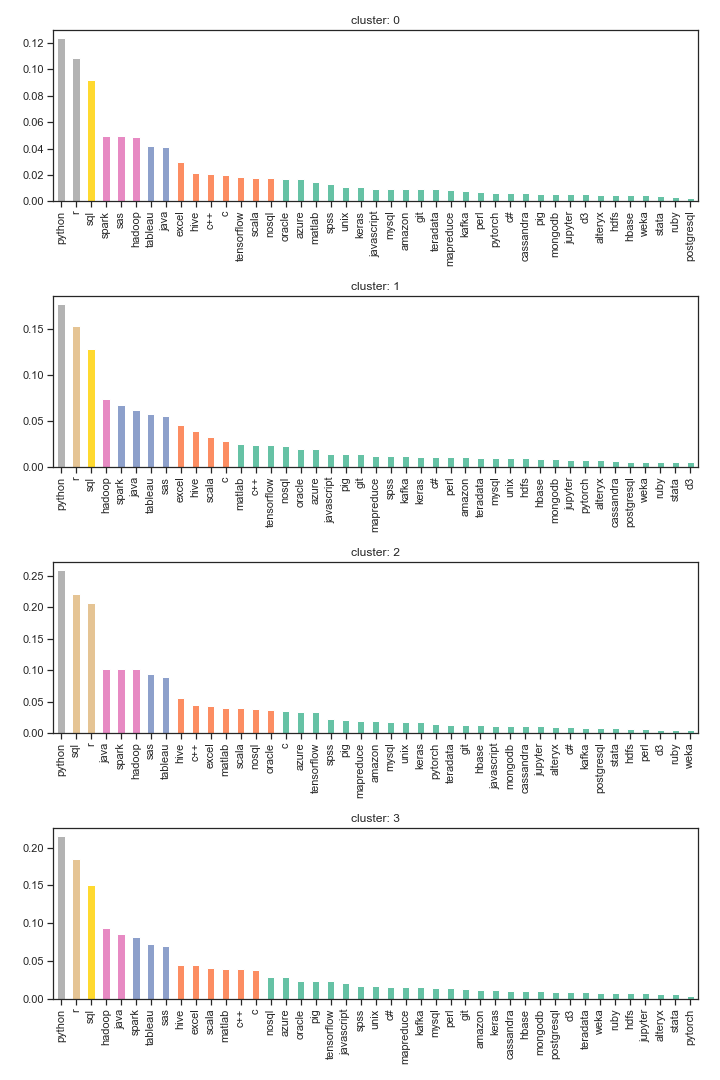 cluster: 0
0.12
0.10
0.08
0.06
0.04
0.02
0.00
python r sql spark sas hadoop tableau java excel hive c++ c tensorflow scala nosql oracle azure matlab spss unix keras javascript mysql amazon git teradata mapreduce kafka perl pytorch c# cassandra pig mongodb jupyter d3 alteryx hdfs hbase weka stata ruby postgresql
cluster: 1
0.15
0.10
0.05
0.00
python r sql hadoop spark java tableau sas excel hive scala c matlab c++ tensorflow nosql oracle azure javascript pig git mapreduce spss kafka keras c# perl amazon teradata mysql unix hdfs hbase mongodb jupyter pytorch alteryx cassandra postgresql weka ruby stata d3
cluster: 2
0.25
0.20
0.15
0.10
0.05
0.00
python sql r java spark hadoop sas tableau hive c++ excel matlab scala nosql oracle c azure tensorflow spss pig mapreduce amazon mysql unix keras pytorch teradata git hbase javascript mongodb cassandra jupyter alteryx c# kafka postgresql stata hdfs perl d3 ruby weka
cluster: 3
0.20
0.15
0.10
0.05
0.00
python r sql hadoop java spark tableau sas hive excel scala matlab c++ c nosql azure oracle pig tensorflow javascript spss unix c# mapreduce kafka mysql perl git amazon keras cassandra hbase mongodb postgresql d3 teradata weka ruby hdfs jupyter alteryx stata pytorch